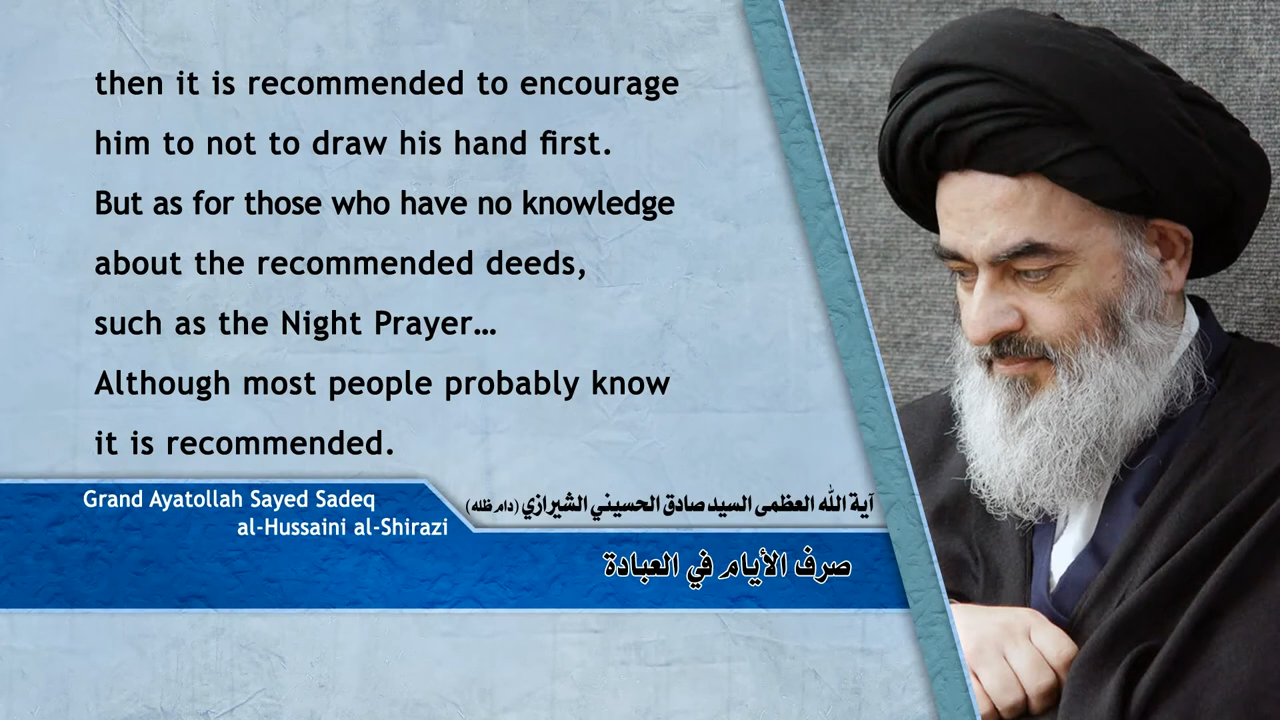 then it is recommended to encourage
him to not to draw his hand first.
But as for those who have no knowledge
about the recommended deeds,
such as the Night Prayer…
Although most people probably know
it is recommended.
Grand Ayatollah Sayed Sadeq
al-Hussaini al-Shirazi
آية الله العظمى السيد صادق الحسيني الشيرازي (دام ظله)
صرف الأيام في العبادة